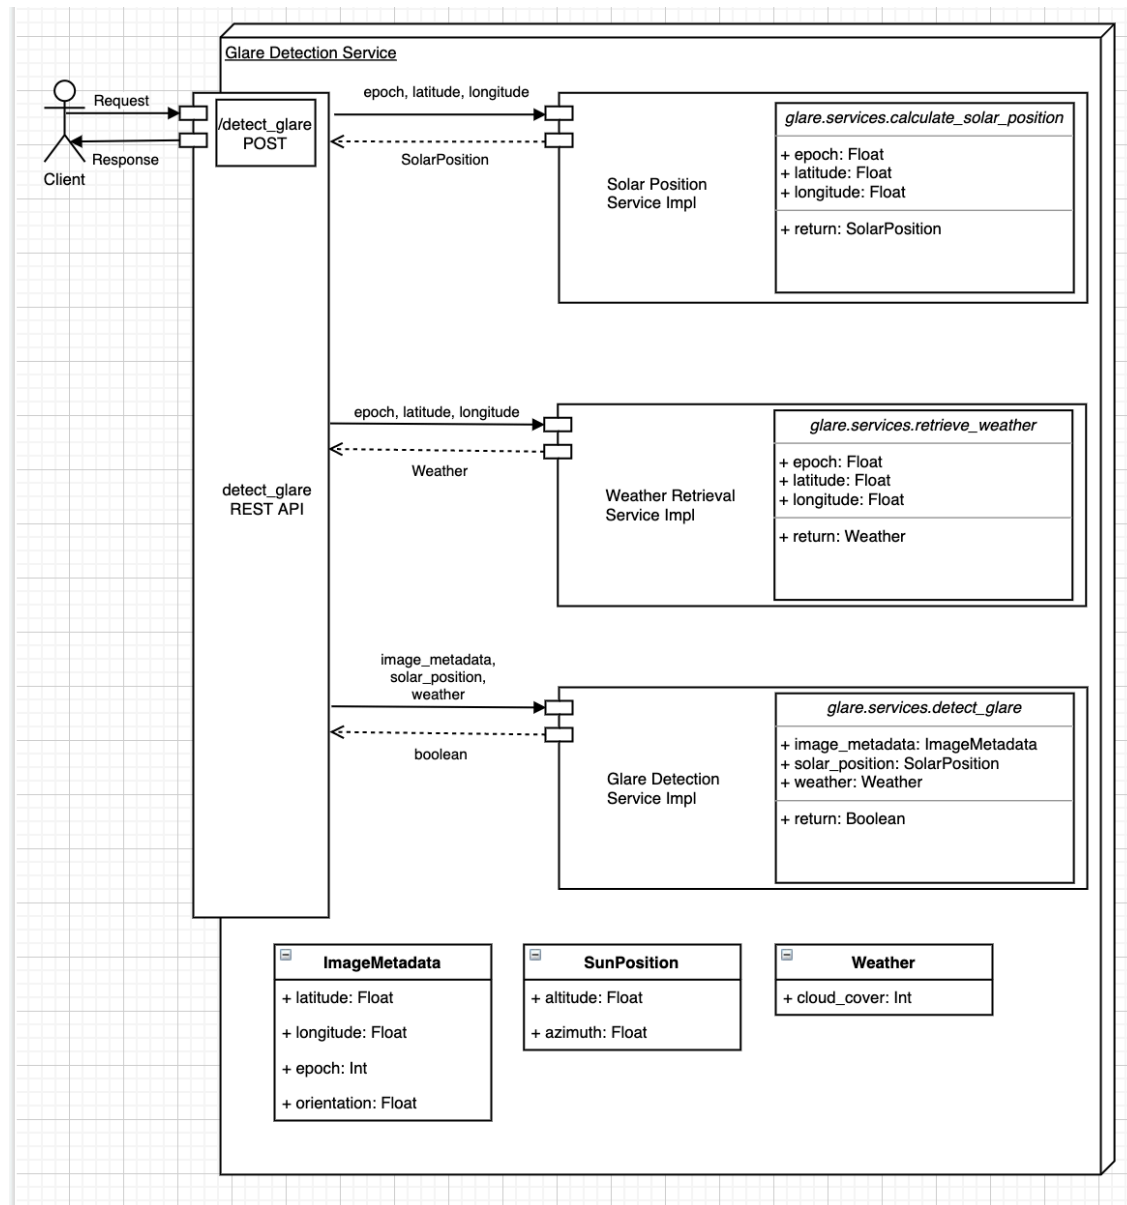 Glare Detection Service
Request
Response
Client
/detect_glare
POST
epoch, latitude, longitude
SolarPosition
Solar Position
Service Impl
glare.services.calculate_solar_position
+ epoch: Float
+ latitude: Float
+ longitude: Float
+ return: SolarPosition
detect_glare
REST API
epoch, latitude, longitude
Weather
Weather Retrieval
Service Impl
glare.services.retrieve_weather
+ epoch: Float
+ latitude: Float
+ longitude: Float
+ return: Weather
image_metadata,
solar_position,
weather
boolean
Glare Detection
Service Impl
glare.services.detect_glare
+ image_metadata: ImageMetadata
+ solar_position: SolarPosition
+ weather: Weather
+ return: Boolean
ImageMetadata
+ latitude: Float
+ longitude: Float
+ epoch: Int
+ orientation: Float
SunPosition
+ altitude: Float
+ azimuth: Float
Weather
+ cloud_cover: Int